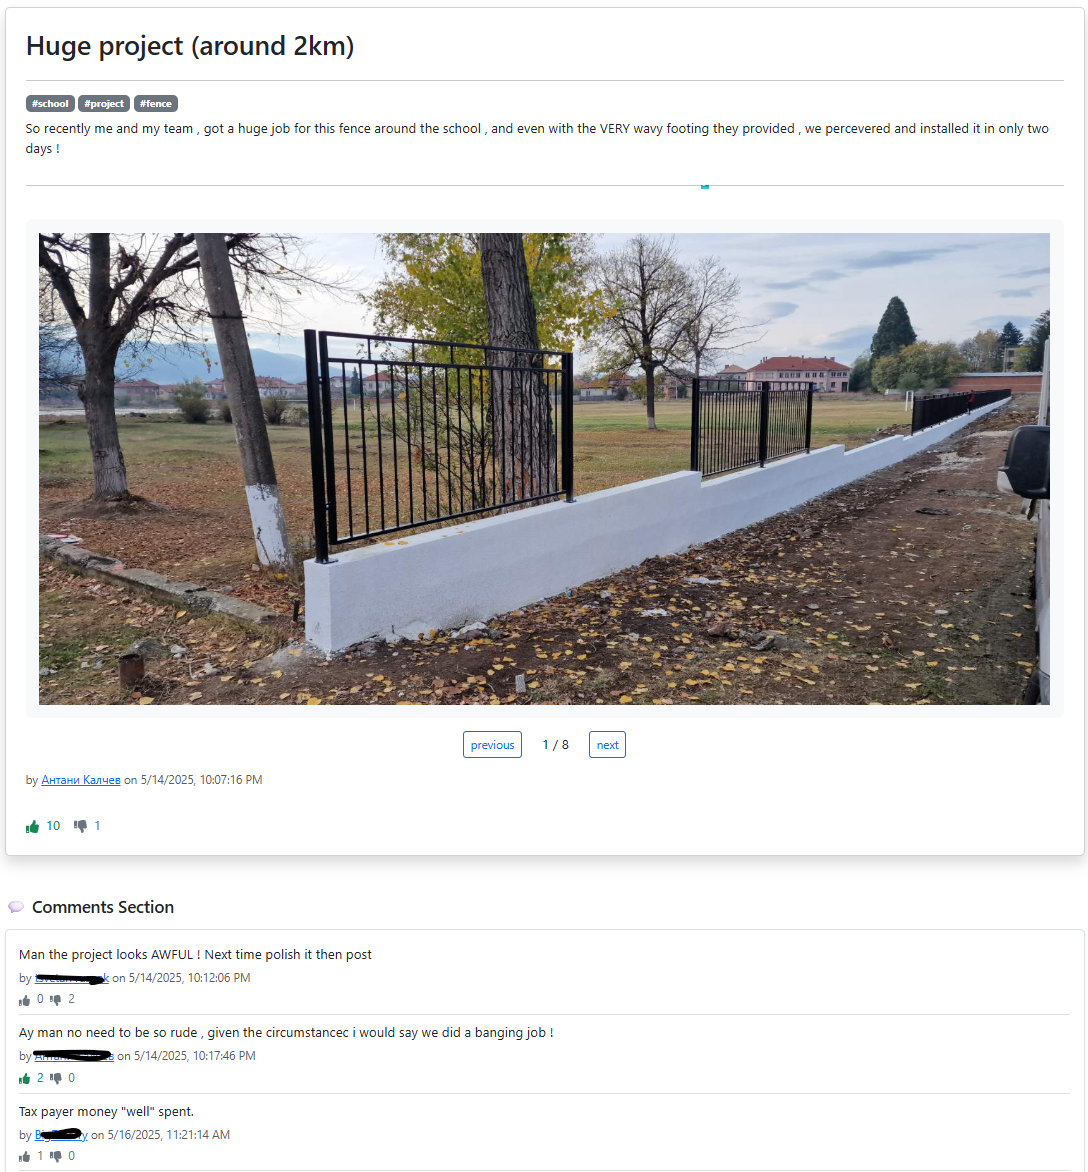 Huge project (around 2km)
#school #project #fence
So recently me and my team , got a huge job for this fence around the school , and even with the VERY wavy footing they provided , we percevered and installed it in only two
days !
previous 1 / 8 next
by Антани Калчев on 5/14/2025, 10:07:16 PM
10 1
Comments Section
Man the project looks AWFUL ! Next time polish it then post
by on 5/14/2025, 10:12:06 PM
0 2
Ay man no need to be so rude , given the circumstancec i would say we did a banging job !
by on 5/14/2025, 10:17:46 PM
2 0
Tax payer money "well" spent.
by on 5/16/2025, 11:21:14 AM
1 0